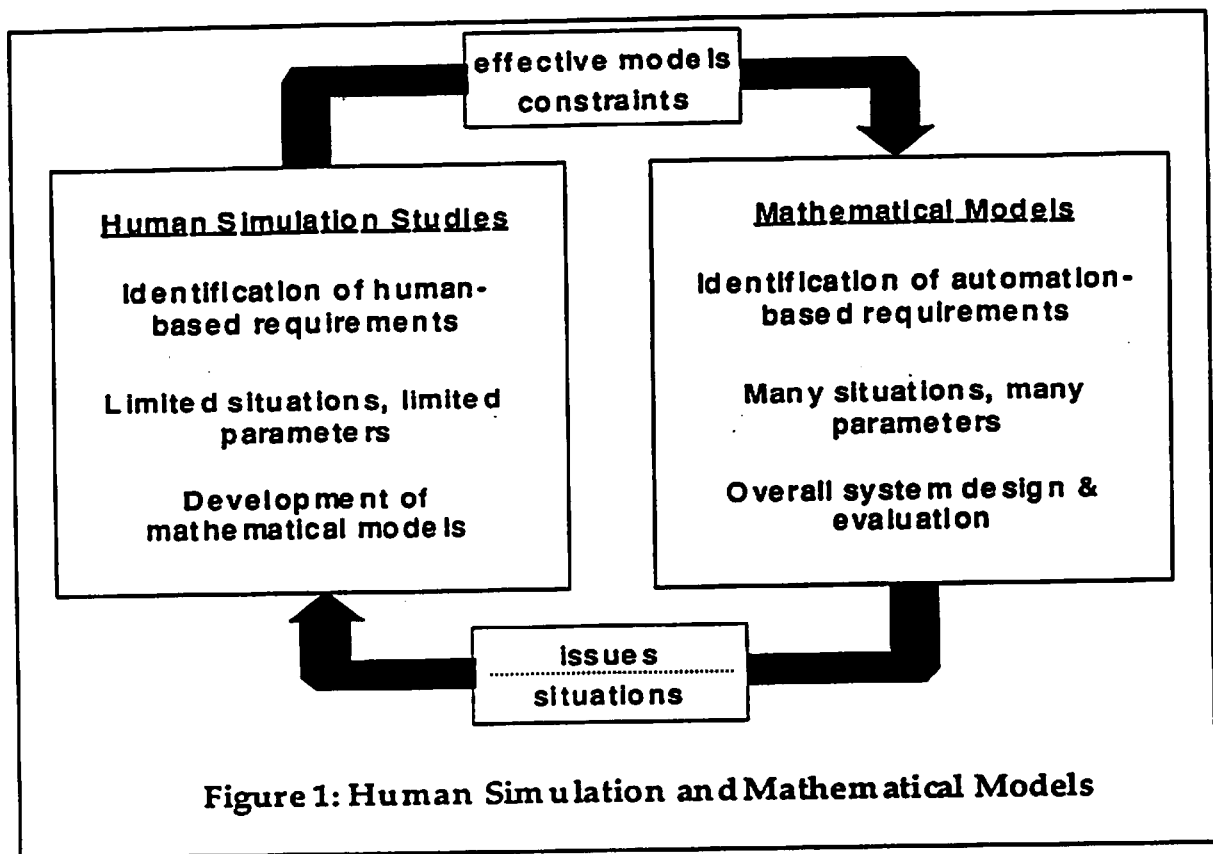 effective models
constraints
Human Simulation Studies
Identification of human-
based requirements
Limited situations, limited
parameters
Development of
mathematical models
Mathematical Models
Identification of automation-
based requirements
Many situations, many
parameters
Overall system design &
evaluation
issues
situations
Figure 1: Human Simulation and Mathematical Models